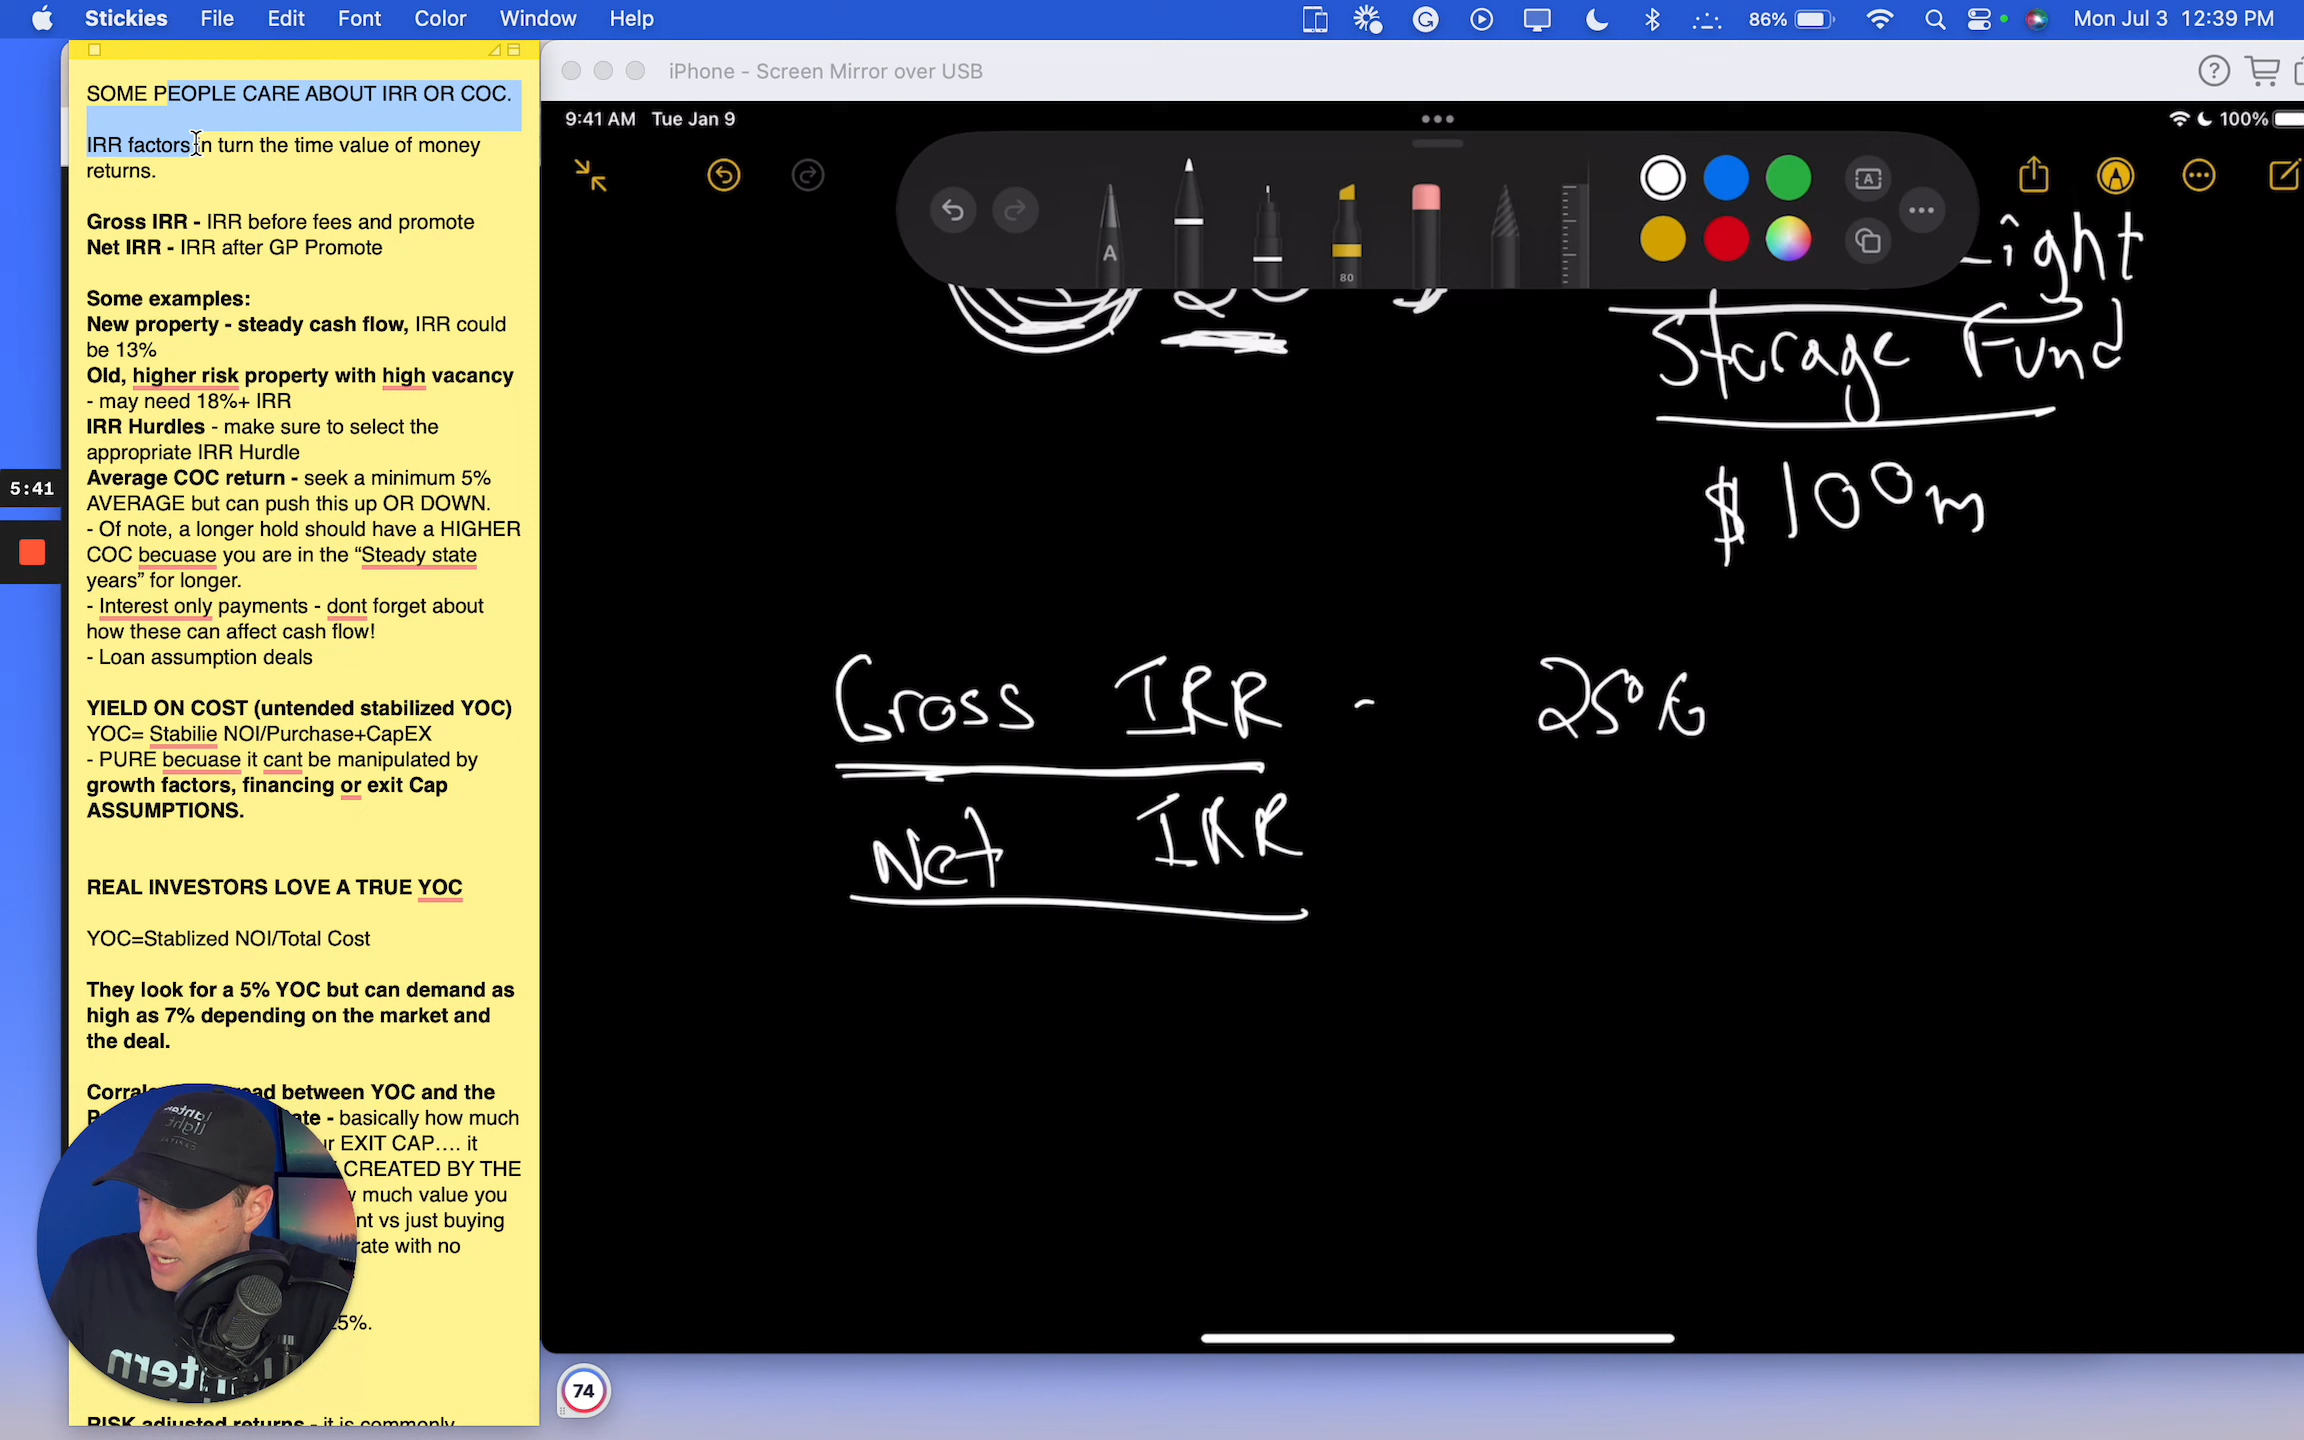 Stickies File Edit Font Color Window Help
86% Mon Jul 3 12:39 PM
SOME PEOPLE CARE ABOUT IRR OR COC.
IRR factors in turn the time value of money
returns.
Gross IRR - IRR before fees and promote
Net IRR - IRR after GP Promote
Some examples:
New property - steady cash flow, IRR could
be 13%
Old, higher risk property with high vacancy
- may need 18%+ IRR
IRR Hurdles - make sure to select the
appropriate IRR Hurdle
Average COC return - seek a minimum 5%
AVERAGE but can push this up OR DOWN.
- Of note, a longer hold should have a HIGHER
COC becuase you are in the “Steady state
years” for longer.
- Interest only payments - dont forget about
how these can affect cash flow!
- Loan assumption deals
YIELD ON COST (untended stabilized YOC)
YOC= Stabilie NOI/Purchase+CapEX
- PURE becuase it cant be manipulated by
growth factors, financing or exit Cap
ASSUMPTIONS.
REAL INVESTORS LOVE A TRUE YOC
YOC=Stablized NOI/Total Cost
They look for a 5% YOC but can demand as
high as 7% depending on the market and
the deal.
between YOC and the
- basically how much
EXIT CAP.... it
CREATED BY THE
much value you
vs just buying
rate with no
RISK adjusted returns - it is commonly
5:41
lantern
light
iPhone - Screen Mirror over USB
9:41 AM Tue Jan 9
100%
A
80
A
Light
Storage Fund
$100m
Gross IRR -
Net IRR
74